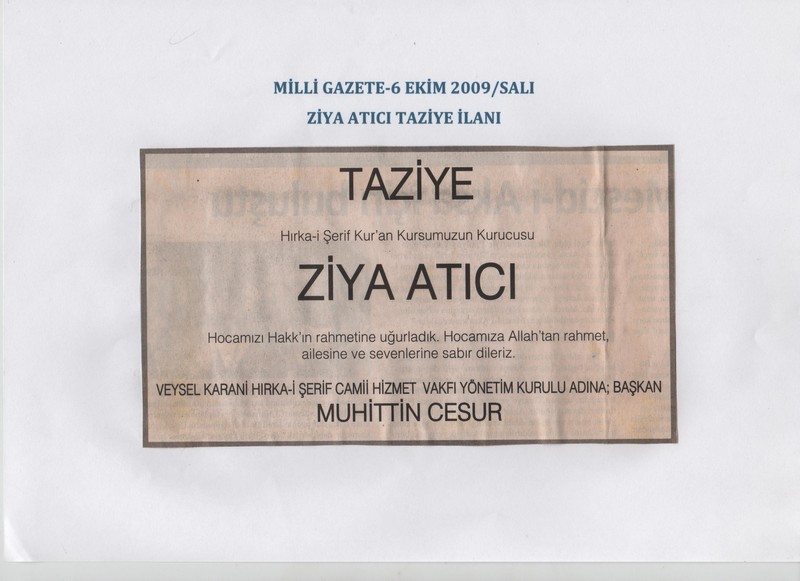 MİLLİ GAZETE-6 EKİM 2009/SALI
ZİYA ATICI TAZİYE İLANI
TAZİYE
Hırka-i Şerif Kur'an Kursumuzun Kurucusu
ZİYA ATICI
Hocamızı Hakk'ın rahmetine uğurladık. Hocamıza Allah'tan rahmet,
ailesine ve sevenlerine sabır dileriz.
VEYSEL KARANİ HIRKA-İ ŞERİF CAMİİ HİZMET VAKFI YÖNETİM KURULU ADINA; BAŞKAN
MUHİTTİN CESUR